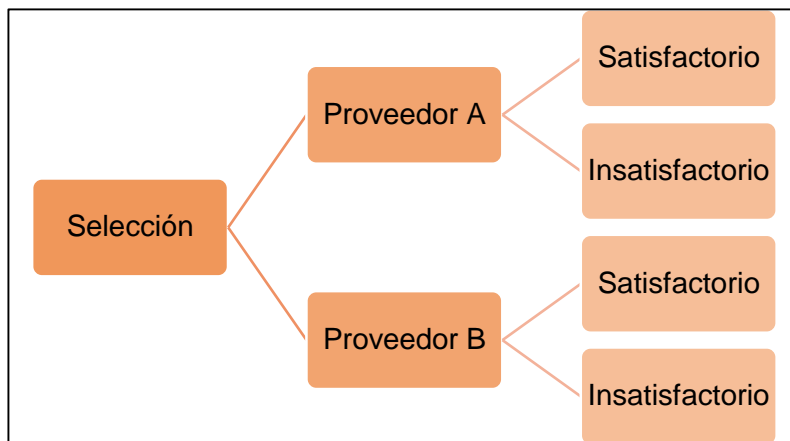 Selección
Proveedor A
Satisfactorio
Insatisfactorio
Proveedor B
Satisfactorio
Insatisfactorio